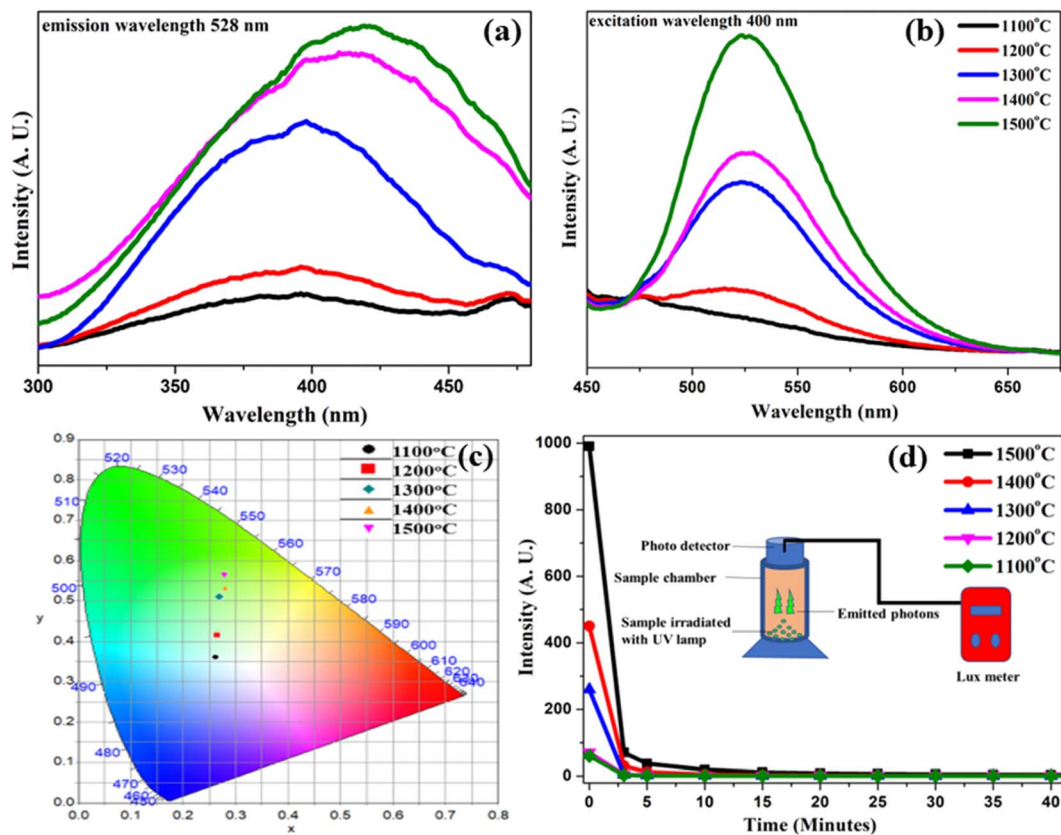 emission wavelength 528 nm
(a)
Intensity (A. U.)
300 350 400 450
Wavelength (nm)
excitation wavelength 400 nm
(b)
1100°C
1200°C
1300°C
1400°C
1500°C
Intensity (A. U.)
450 500 550 600 650
Wavelength (nm)
(c)
1100°C
1200°C
1300°C
1400°C
1500°C
0.9
0.8
0.7
0.6
0.5
0.4
0.3
0.2
0.1
0.0
y
520
530
510
540
550
560
570
500
580
590
600
610
620
640
490
480
470
460
0.0 0.1 0.2 0.3 0.4 0.5 0.6 0.7 0.8
x
(d)
1500°C
1400°C
1300°C
1200°C
1100°C
1000
800
600
400
200
0
Intensity (A. U.)
Photo detector
Sample chamber
Emitted photons
Sample irradiated
with UV lamp
Lux meter
0 5 10 15 20 25 30 35 40
Time (Minutes)